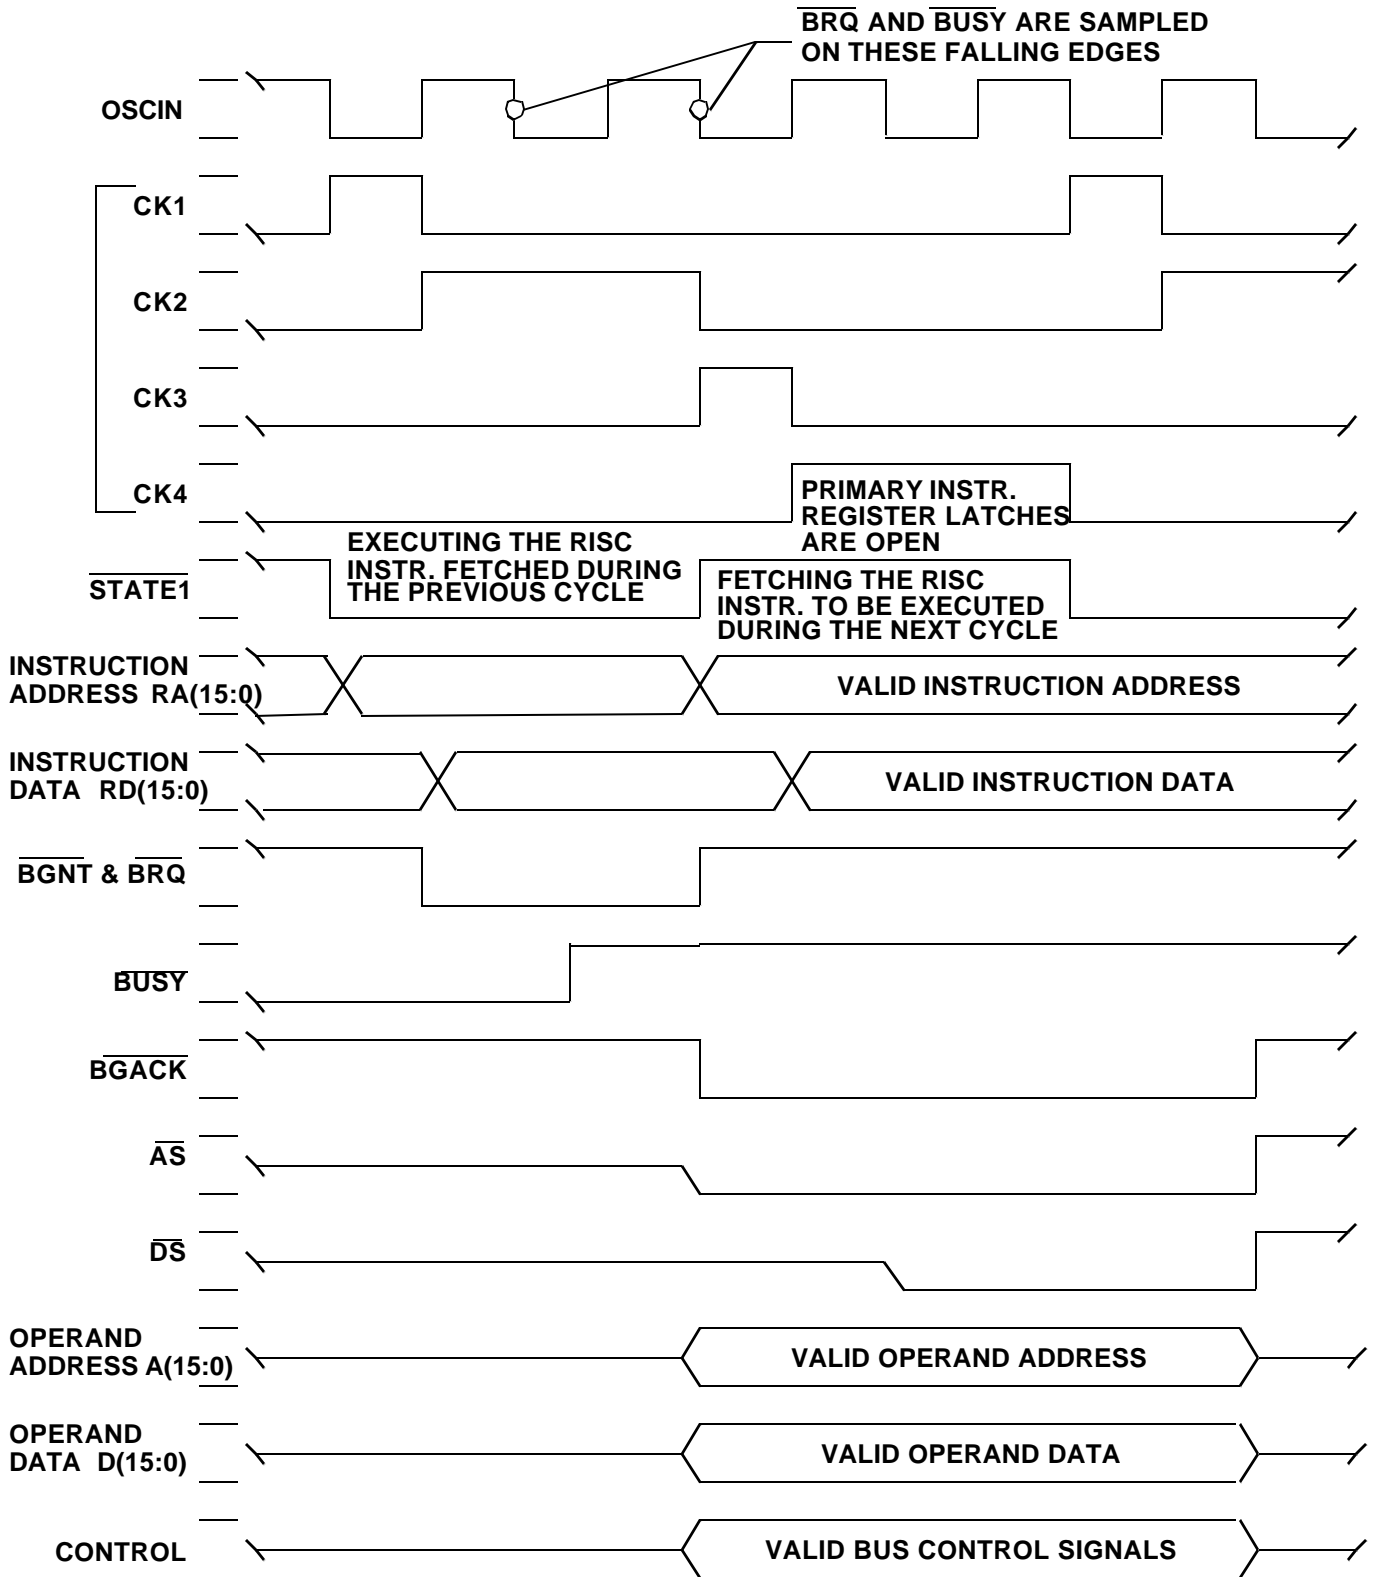 BRQ AND BUSY ARE SAMPLED
ON THESE FALLING EDGES
OSCIN
CK1
CK2
CK3
CK4
PRIMARY INSTR.
REGISTER LATCHES
ARE OPEN
EXECUTING THE RISC
INSTR. FETCHED DURING
THE PREVIOUS CYCLE
STATE1
FETCHING THE RISC
INSTR. TO BE EXECUTED
DURING THE NEXT CYCLE
INSTRUCTION
ADDRESS RA(15:0)
VALID INSTRUCTION ADDRESS
INSTRUCTION
DATA RD(15:0)
VALID INSTRUCTION DATA
BGNT & BRQ
BUSY
BGACK
AS
DS
OPERAND
ADDRESS A(15:0)
VALID OPERAND ADDRESS
OPERAND
DATA D(15:0)
VALID OPERAND DATA
CONTROL
VALID BUS CONTROL SIGNALS